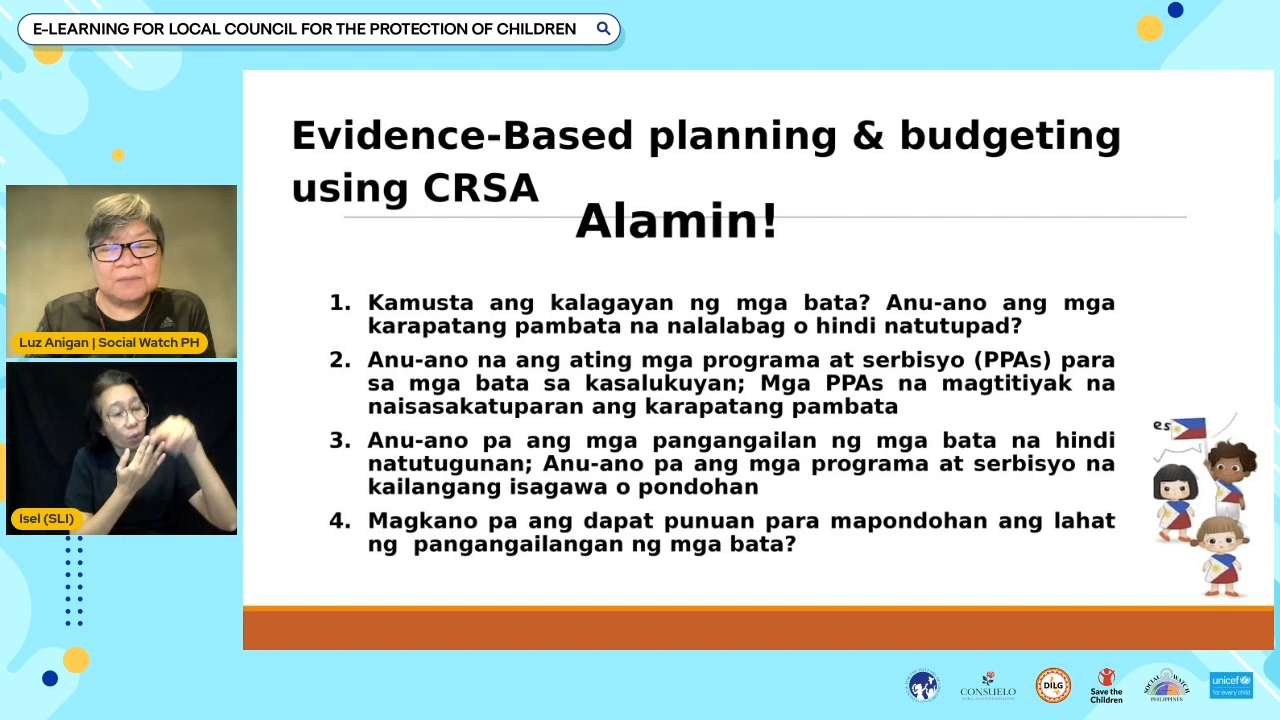 E-LEARNING FOR LOCAL COUNCIL FOR THE PROTECTION OF CHILDREN
Evidence-Based planning & budgeting
using CRSA
Alamin!
1. Kamusta ang kalagayan ng mga bata? Anu-ano ang mga
karapatang pambata na nalalabag o hindi natutupad?
2. Anu-ano na ang ating mga programa at serbisyo (PPAs) para
sa mga bata sa kasalukuyan; Mga PPAs na magtitiyak na
naisasakatuparan ang karapatang pambata
3. Anu-ano pa ang mga pangangailan ng mga bata na hindi
natutugunan; Anu-ano pa ang mga programa at serbisyo na
kailangang isagawa o pondohan
4. Magkano pa ang dapat punuan para mapondohan ang lahat
ng pangangailangan ng mga bata?
es
Luz Anigan | Social Watch PH
Isel (SLI)
CONSUELO
DILG
Save the
Children
SOCIAL WATCH
PHILIPPINES
unicef
for every child